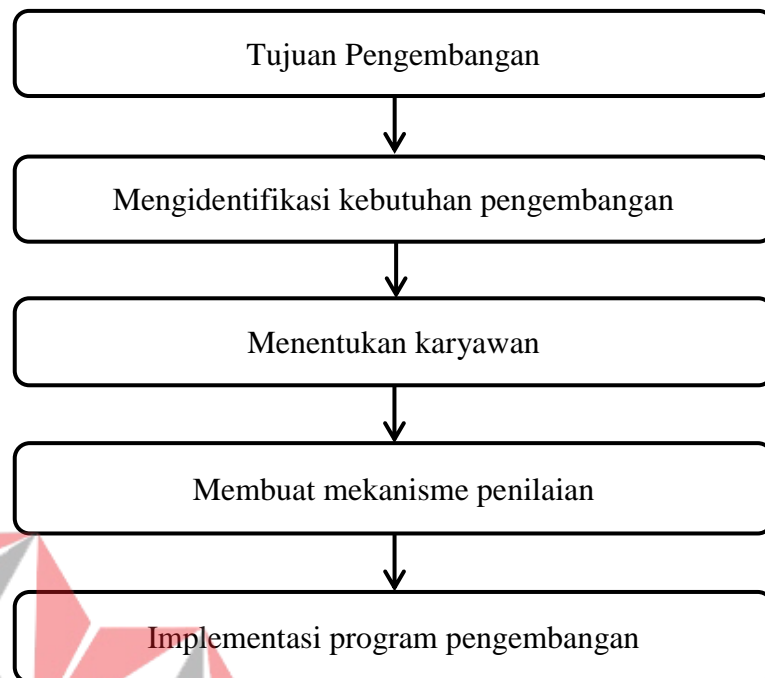 Tujuan Pengembangan
Mengidentifikasi kebutuhan pengembangan
Menentukan karyawan
Membuat mekanisme penilaian
Implementasi program pengembangan